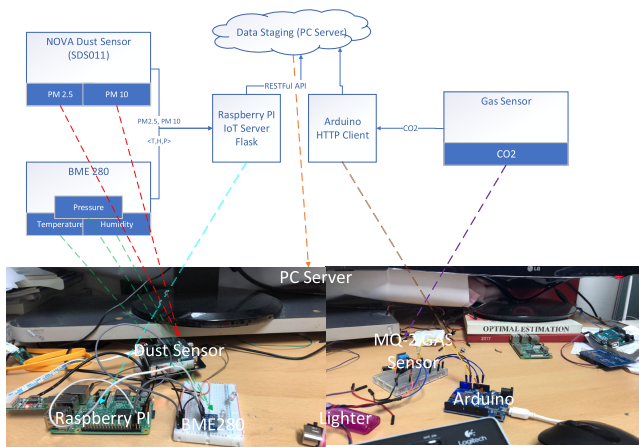 Data Staging (PC Server)
NOVA Dust Sensor
(SDS011)
PM 2.5
PM 10
RESTFul API
PM2.5, PM 10
<T,H,P>
Raspberry PI
IoT Server
Flask
Arduino
HTTP Client
CO2
Gas Sensor
CO2
BME 280
Pressure
Temperature
Humidity
PC Server
LG
OPTIMAL ESTIMATION
2017
Dust Sensor
MQ-2 GAS
Sensor
Raspberry PI
BME280
Lighter
Arduino
Logitech